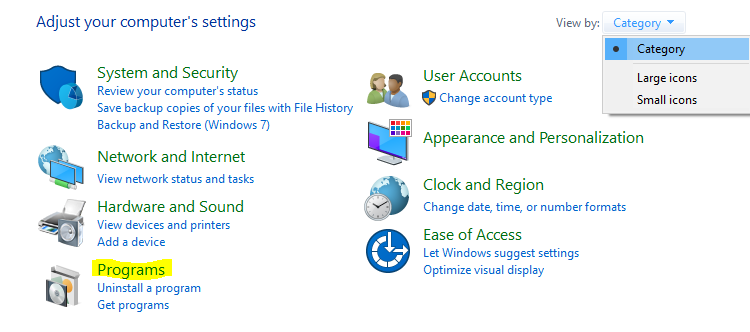 Adjust your computer's settings
View by: Category
Category
Large icons
Small icons
System and Security
Review your computer's status
Save backup copies of your files with File History
Backup and Restore (Windows 7)
Network and Internet
View network status and tasks
Hardware and Sound
View devices and printers
Add a device
Programs
Uninstall a program
Get programs
User Accounts
Change account type
Appearance and Personalization
Clock and Region
Change date, time, or number formats
Ease of Access
Let Windows suggest settings
Optimize visual display